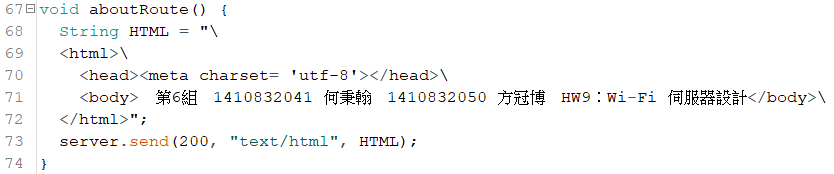 67 void aboutRoute() {
68 String HTML = "\
69 <html>\
70 <head><meta charset= 'utf-8'></head>\
71 <body> 第6組 1410832041 何秉翰 1410832050 方冠博 HW9：Wi-Fi 伺服器設計</body>\
72 </html>";
73 server.send(200, "text/html", HTML);
74 }